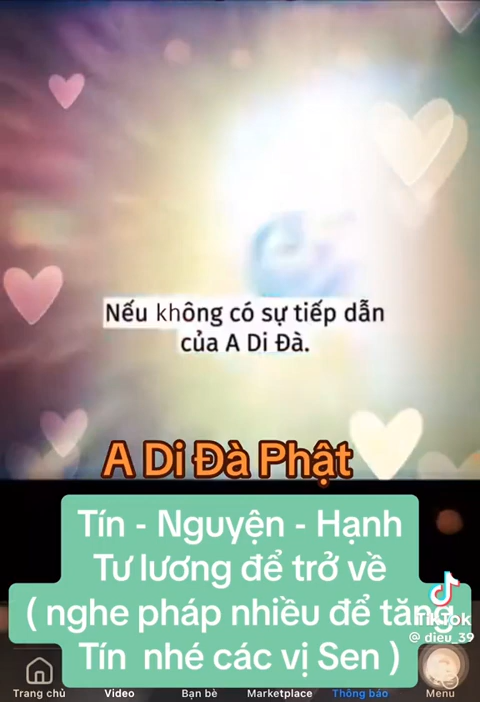 Nếu không có sự tiếp dẫn
của A Di Đà.
A Di Đà Phật
Tín - Nguyện - Hạnh
Tư lương để trở về
( nghe pháp nhiều để tăng
Tín nhé các vị Sen )
TikTok
@ dieu_39
Trang chủ Video Bạn bè Marketplace Thông báo Menu